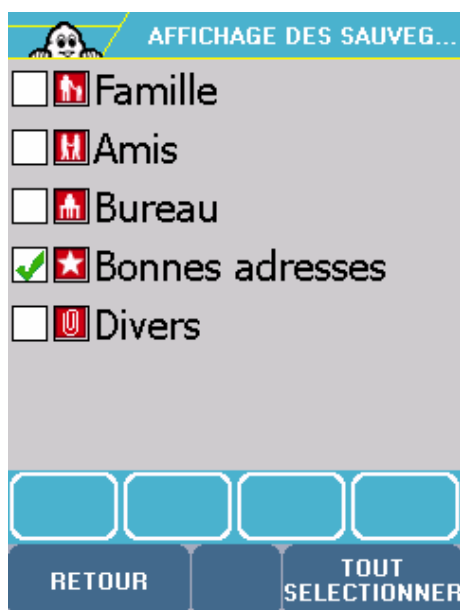 AFFICHAGE DES SAUVEG...
Famille
Amis
Bureau
Bonnes adresses
Divers
RETOUR
TOUT
SELECTIONNER